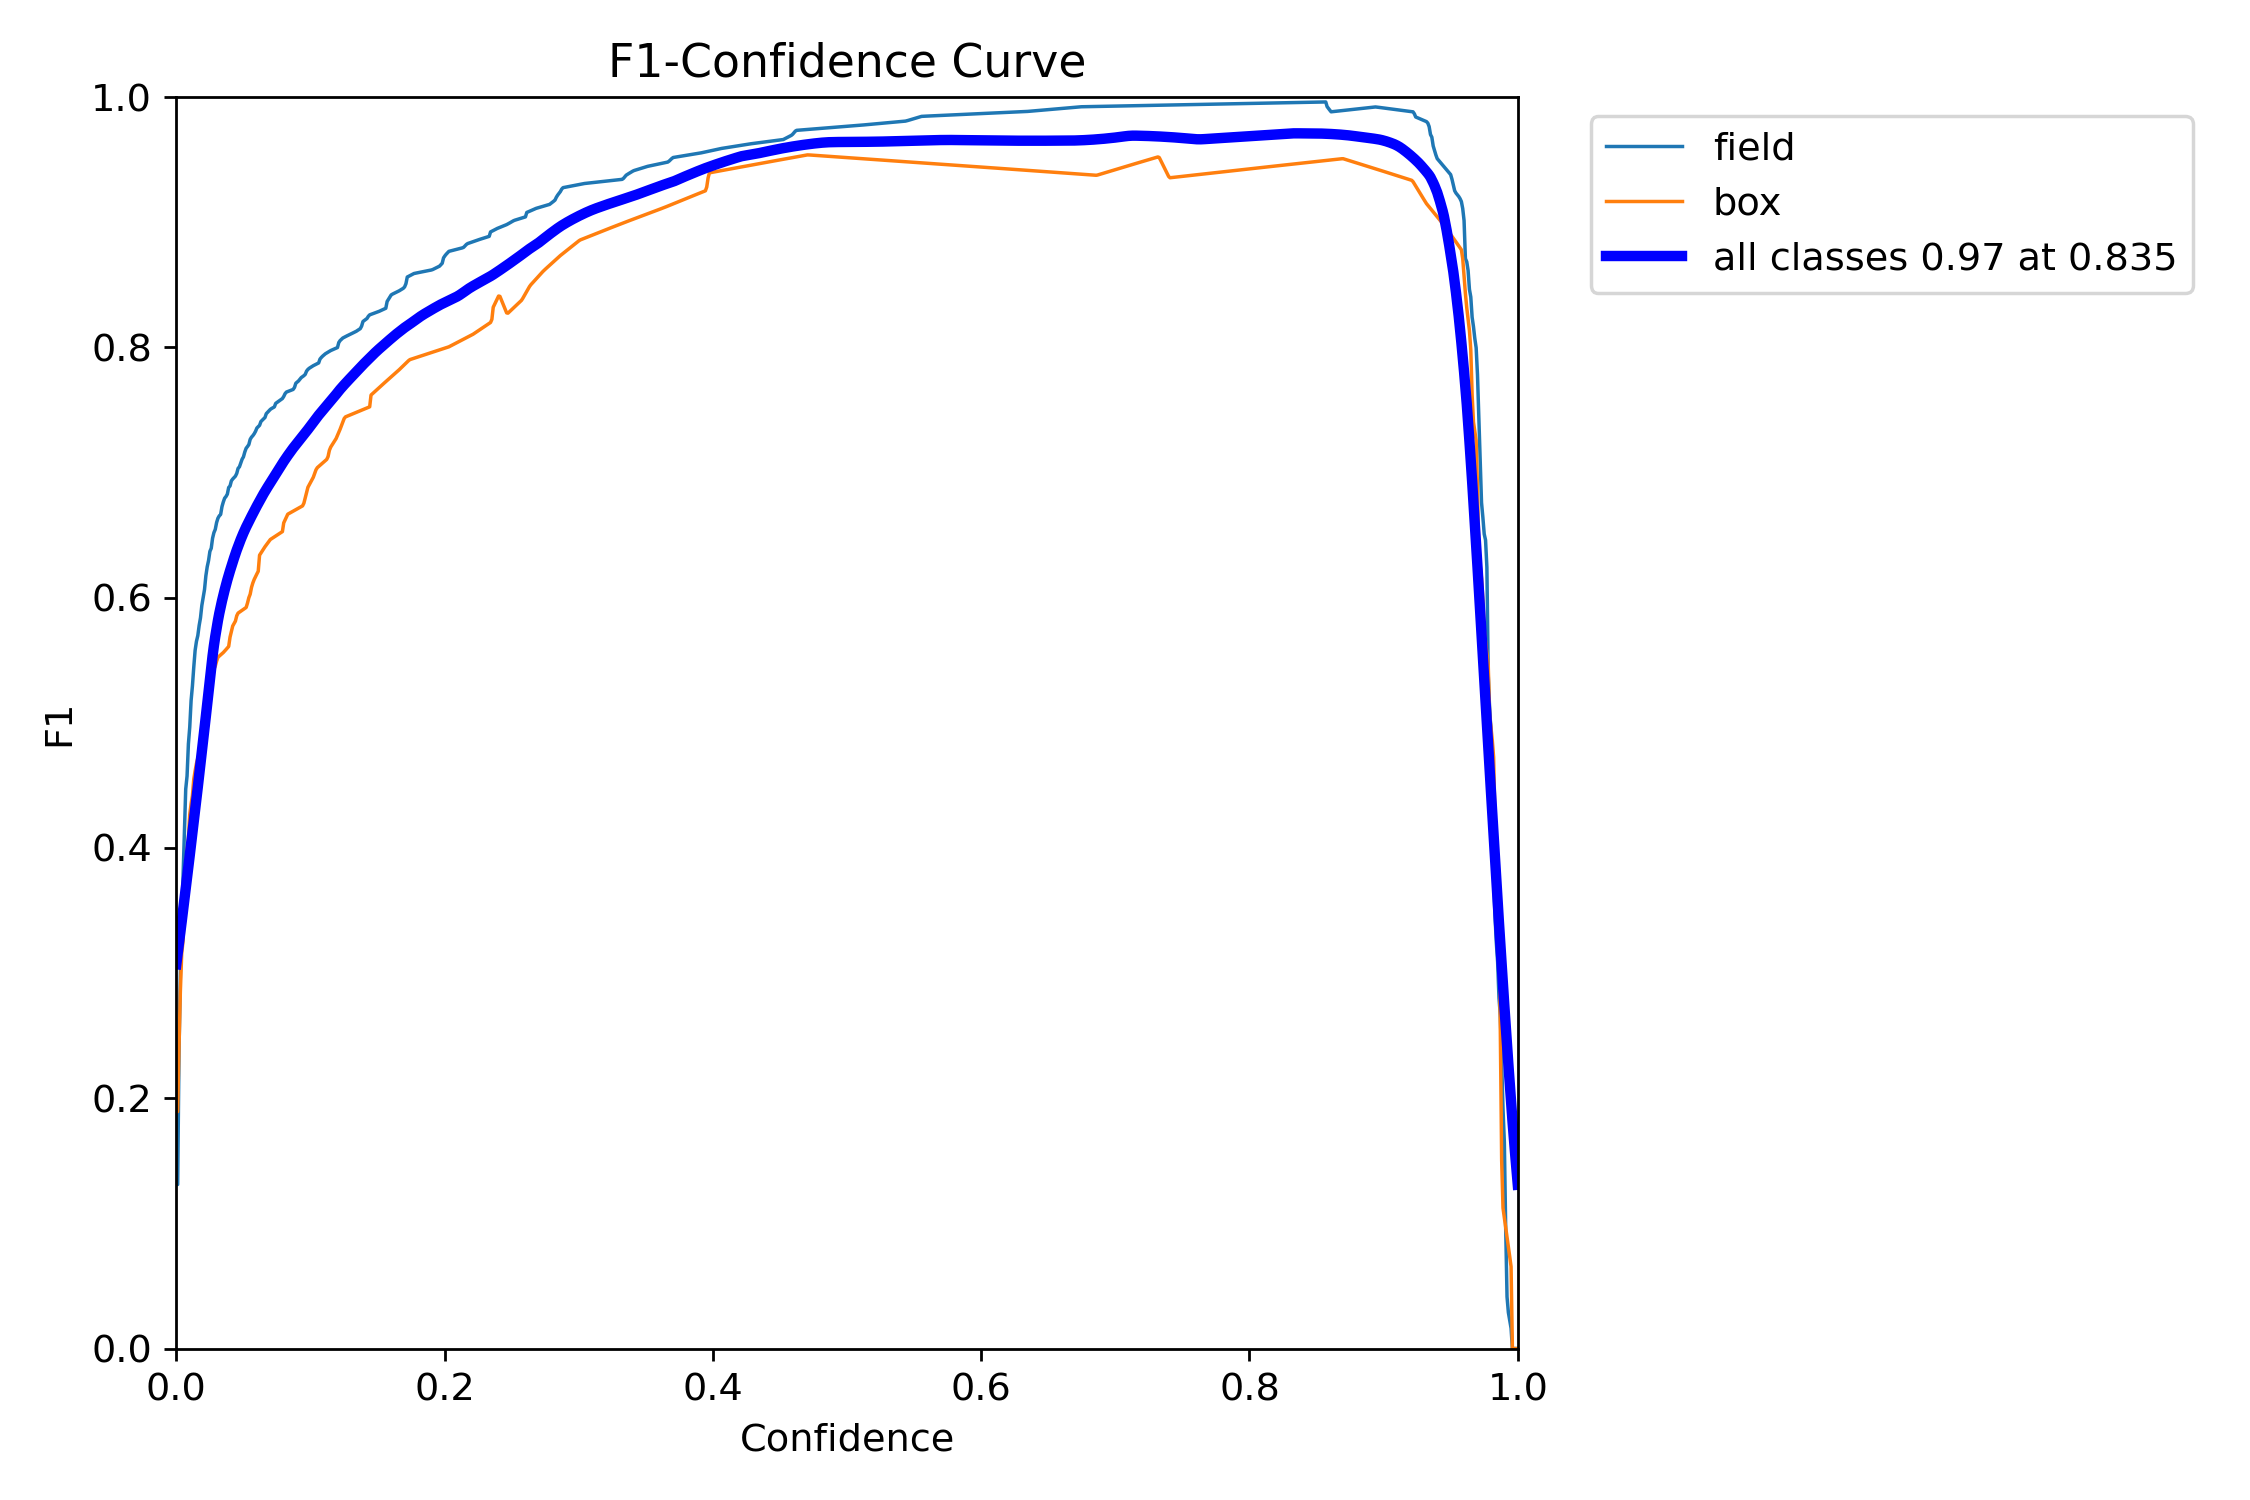 F1-Confidence Curve
1.0
0.8
0.6
0.4
0.2
0.0
F1
0.0 0.2 0.4 0.6 0.8 1.0
Confidence
field
box
all classes 0.97 at 0.835